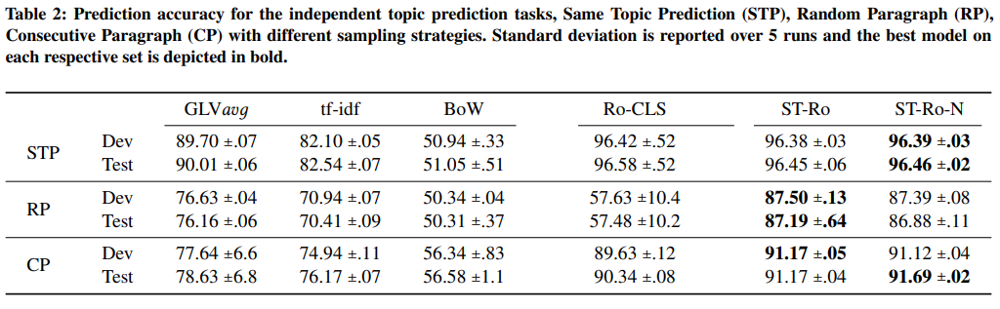 Table 2: Prediction accuracy for the independent topic prediction tasks, Same Topic Prediction (STP), Random Paragraph (RP),
Consecutive Paragraph (CP) with different sampling strategies. Standard deviation is reported over 5 runs and the best model on
each respective set is depicted in bold.
GLVavg tf-idf BoW Ro-CLS ST-Ro ST-Ro-N
STP Dev 89.70 ±.07 82.10 ±.05 50.94 ±.33 96.42 ±.52 96.38 ±.03 96.39 ±.03
Test 90.01 ±.06 82.54 ±.07 51.05 ±.51 96.58 ±.52 96.45 ±.06 96.46 ±.02
RP Dev 76.63 ±.04 70.94 ±.07 50.34 ±.04 57.63 ±10.4 87.50 ±.13 87.39 ±.08
Test 76.16 ±.06 70.41 ±.09 50.31 ±.37 57.48 ±10.2 87.19 ±.64 86.88 ±.11
CP Dev 77.64 ±6.6 74.94 ±.11 56.34 ±.83 89.63 ±.12 91.17 ±.05 91.12 ±.04
Test 78.63 ±6.8 76.17 ±.07 56.58 ±1.1 90.34 ±.08 91.17 ±.04 91.69 ±.02